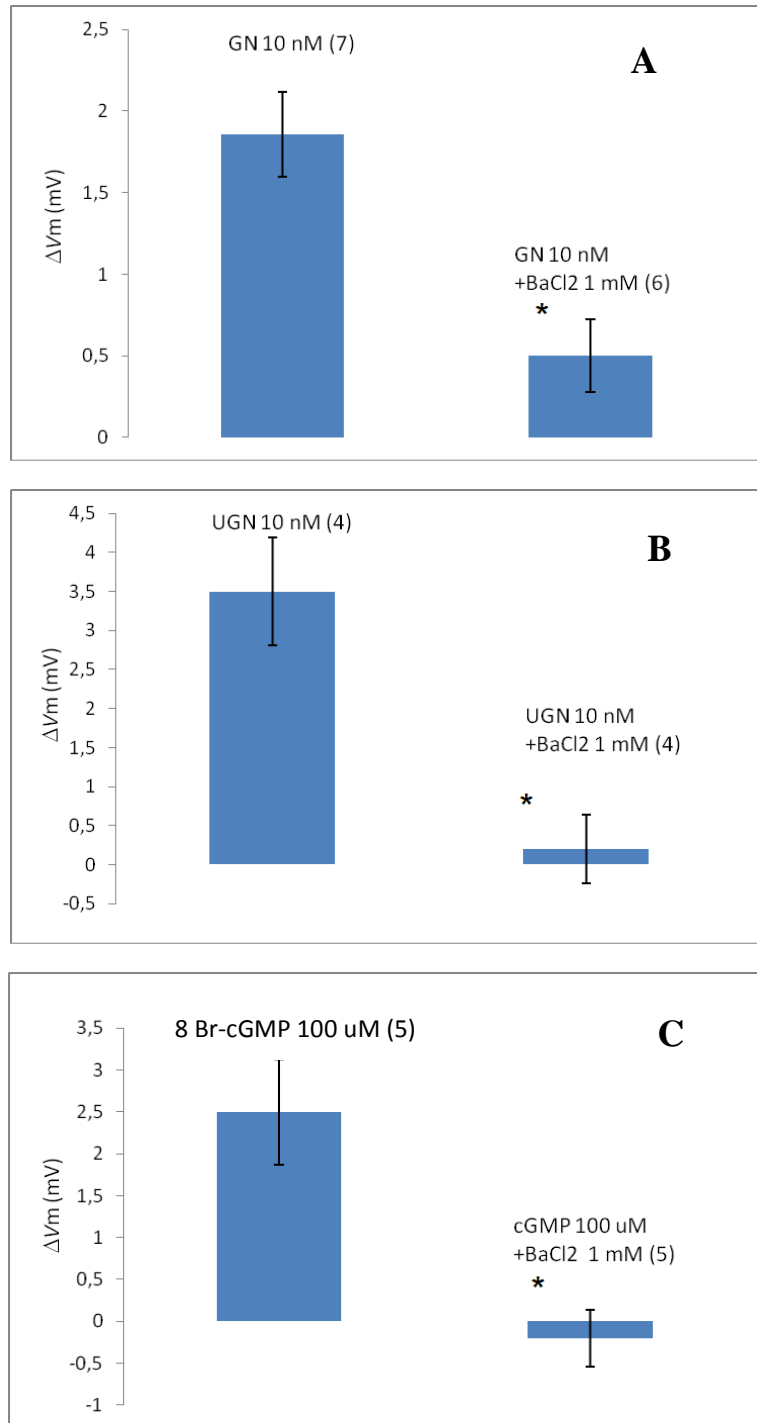 A
GN 10 nM (7)
2,5
2
1,5
1
0,5
0
ΔVm (mV)
GN 10 nM
+BaCl2 1 mM (6)
*
B
UGN 10 nM (4)
4,5
4
3,5
3
2,5
2
1,5
1
0,5
0
-0,5
ΔVm (mV)
UGN 10 nM
+BaCl2 1 mM (4)
*
C
8 Br-cGMP 100 uM (5)
3,5
3
2,5
2
1,5
1
0,5
0
-0,5
-1
ΔVm (mV)
cGMP 100 uM
+BaCl2 1 mM (5)
*